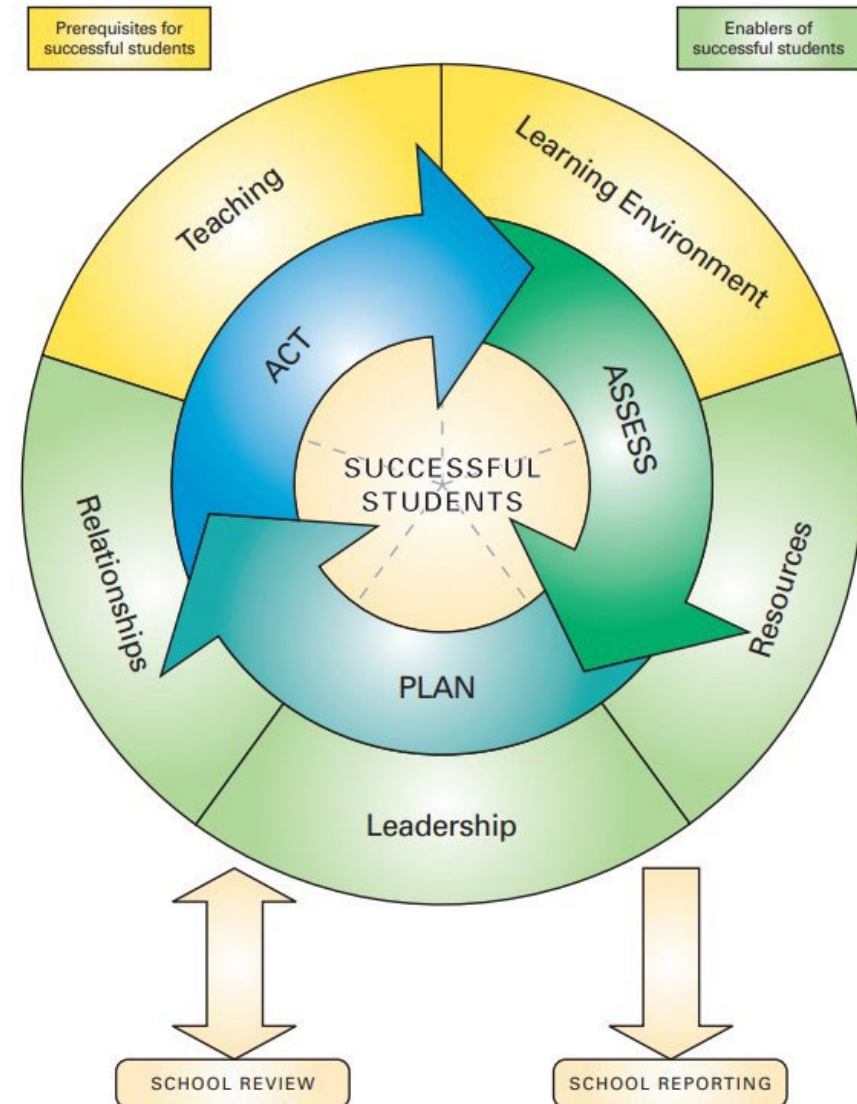 Prerequisites for
successful students
Enablers of
successful students
Teaching
Learning Environment
ACT
ASSESS
SUCCESSFUL
STUDENTS
Relationships
Resources
PLAN
Leadership
SCHOOL REVIEW
SCHOOL REPORTING